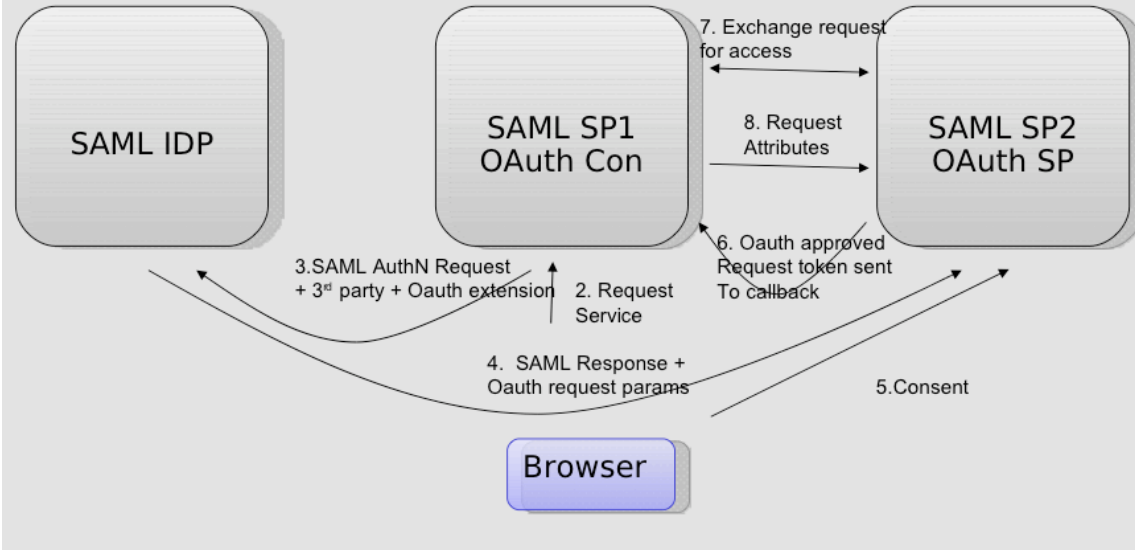 7. Exchange request
for access
SAML IDP
SAML SP1
OAuth Con
8. Request
Attributes
SAML SP2
OAuth SP
6. Oauth approved
Request token sent
To callback
3.SAML AuthN Request
+ 3rd party + Oauth extension
2. Request
Service
4. SAML Response +
Oauth request params
5.Consent
Browser